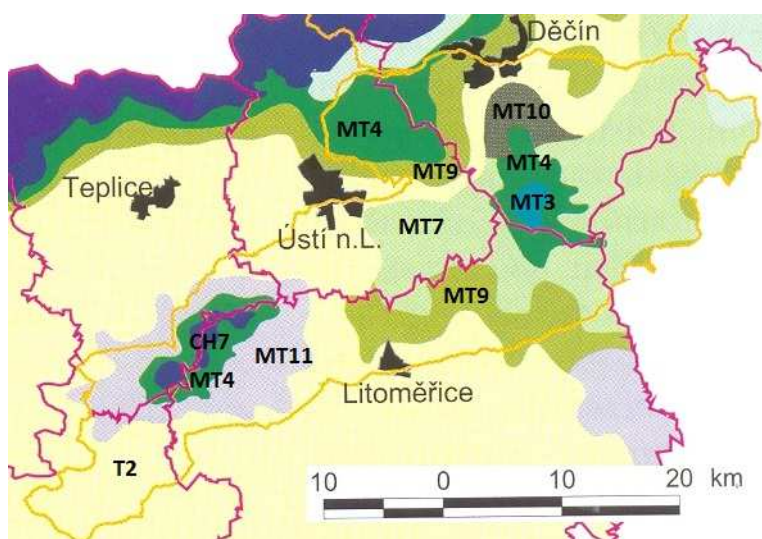 Děčín
MT10
MT4
MT4
MT9
MT3
Teplice
MT7
Ústí n.L.
MT9
CH7
MT11
MT4
Litoměřice
T2
10 0 10 20 km